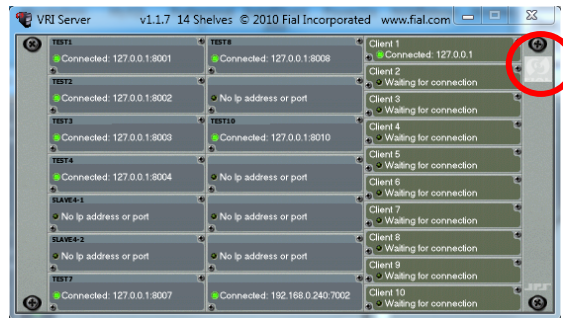 VRI Server v1.1.7 14 Shelves © 2010 Fial Incorporated www.fial.com
TEST1
Connected: 127.0.0.1:8001
TEST2
Connected: 127.0.0.1:8002
TEST3
Connected: 127.0.0.1:8003
TEST4
Connected: 127.0.0.1:8004
SLAVE4-1
No Ip address or port
SLAVE4-2
No Ip address or port
TEST7
Connected: 127.0.0.1:8007
TEST8
Connected: 127.0.0.1:8008
No Ip address or port
TEST10
Connected: 127.0.0.1:8010
No Ip address or port
No Ip address or port
No Ip address or port
Connected: 192.168.0.240:7002
Client 1
Connected: 127.0.0.1
Client 2
Waiting for connection
Client 3
Waiting for connection
Client 4
Waiting for connection
Client 5
Waiting for connection
Client 6
Waiting for connection
Client 7
Waiting for connection
Client 8
Waiting for connection
Client 9
Waiting for connection
Client 10
Waiting for connection